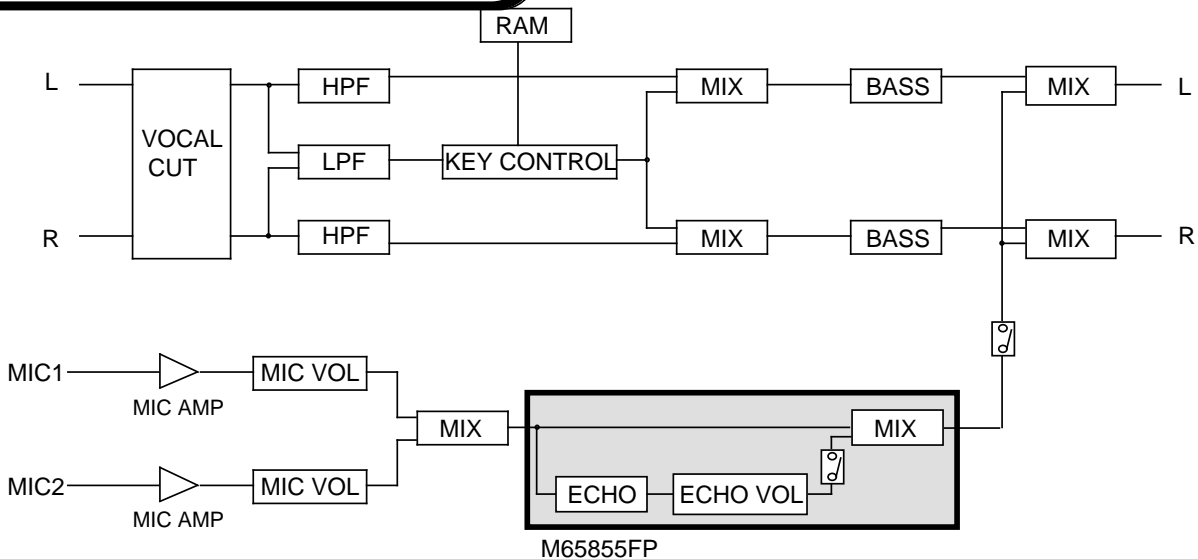 RAM
L
HPF
MIX
BASS
MIX
L
VOCAL
CUT
LPF
KEY CONTROL
R
HPF
MIX
BASS
MIX
R
MIC1
MIC AMP
MIC VOL
MIX
MIX
MIC2
MIC AMP
MIC VOL
ECHO
ECHO VOL
M65855FP